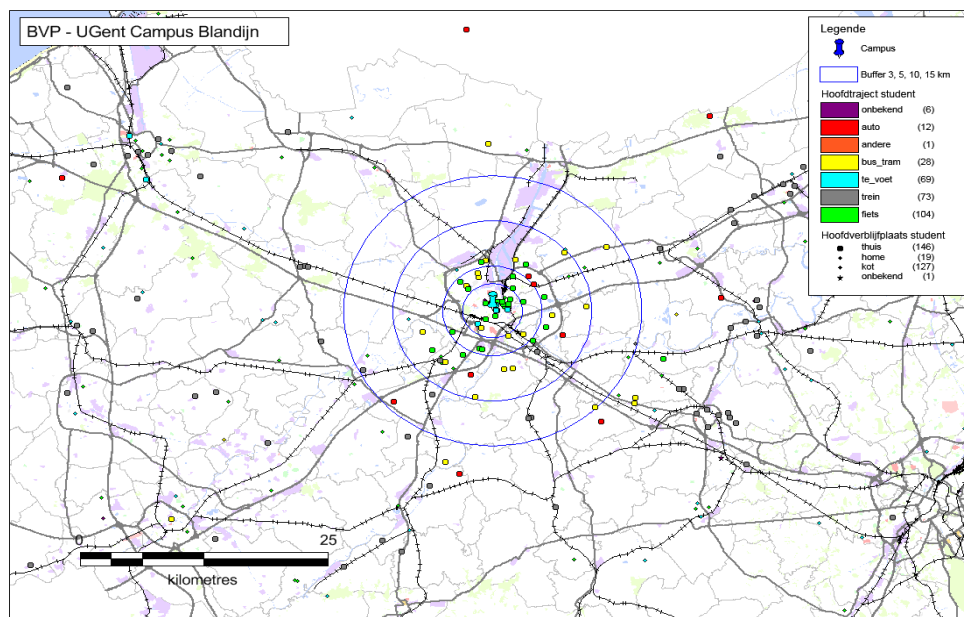 BVP - UGent Campus Blandijn
Legende
Campus
Buffer 3, 5, 10, 15 km
Hoofdtraject student
onbekend (6)
auto (12)
andere (1)
bus_tram (28)
te_voet (69)
trein (73)
fiets (104)
Hoofdverblijfplaats student
thuis (146)
home (19)
kot (127)
onbekend (1)
0 25
kilometres